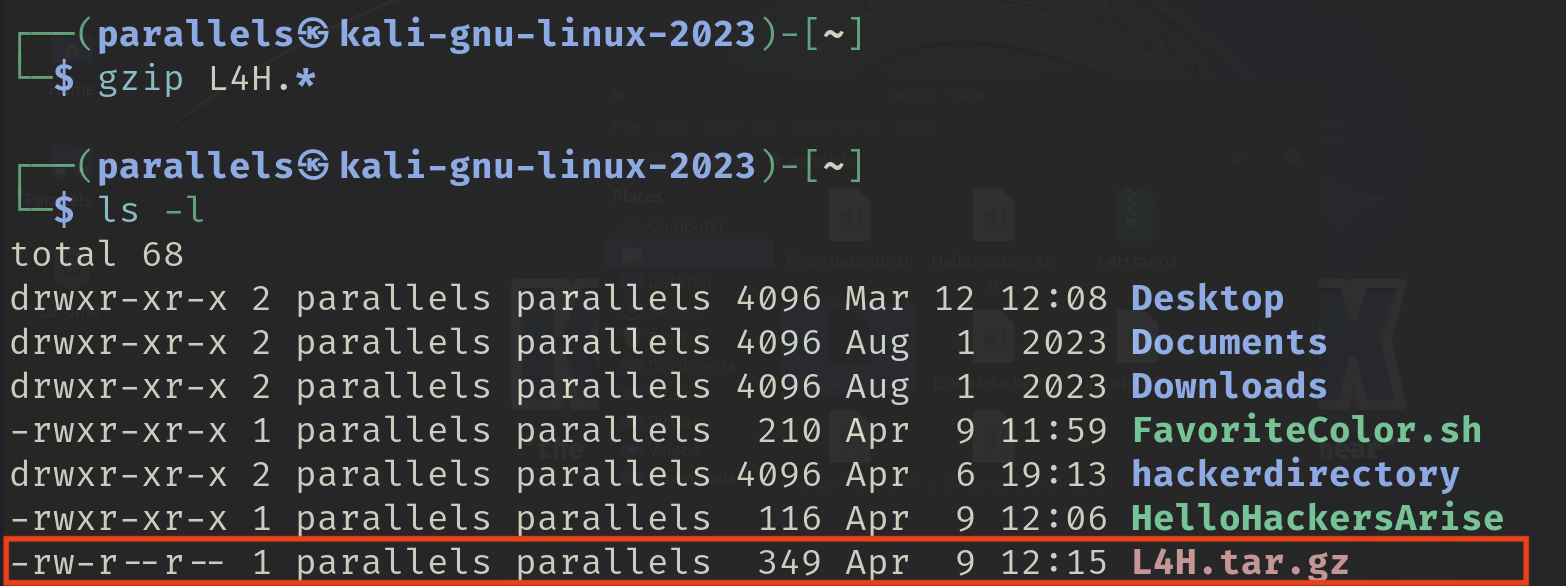 ┌──(parallels㉿kali-gnu-linux-2023)-[~]
└─$ gzip L4H.*
┌──(parallels㉿kali-gnu-linux-2023)-[~]
└─$ ls -l
total 68
drwxr-xr-x 2 parallels parallels 4096 Mar 12 12:08 Desktop
drwxr-xr-x 2 parallels parallels 4096 Aug  1  2023 Documents
drwxr-xr-x 2 parallels parallels 4096 Aug  1  2023 Downloads
-rwxr-xr-x 1 parallels parallels  210 Apr  9 11:59 FavoriteColor.sh
drwxr-xr-x 2 parallels parallels 4096 Apr  6 19:13 hackerdirectory
-rwxr-xr-x 1 parallels parallels  116 Apr  9 12:06 HelloHackersArise
-rw-r--r-- 1 parallels parallels  349 Apr  9 12:15 L4H.tar.gz